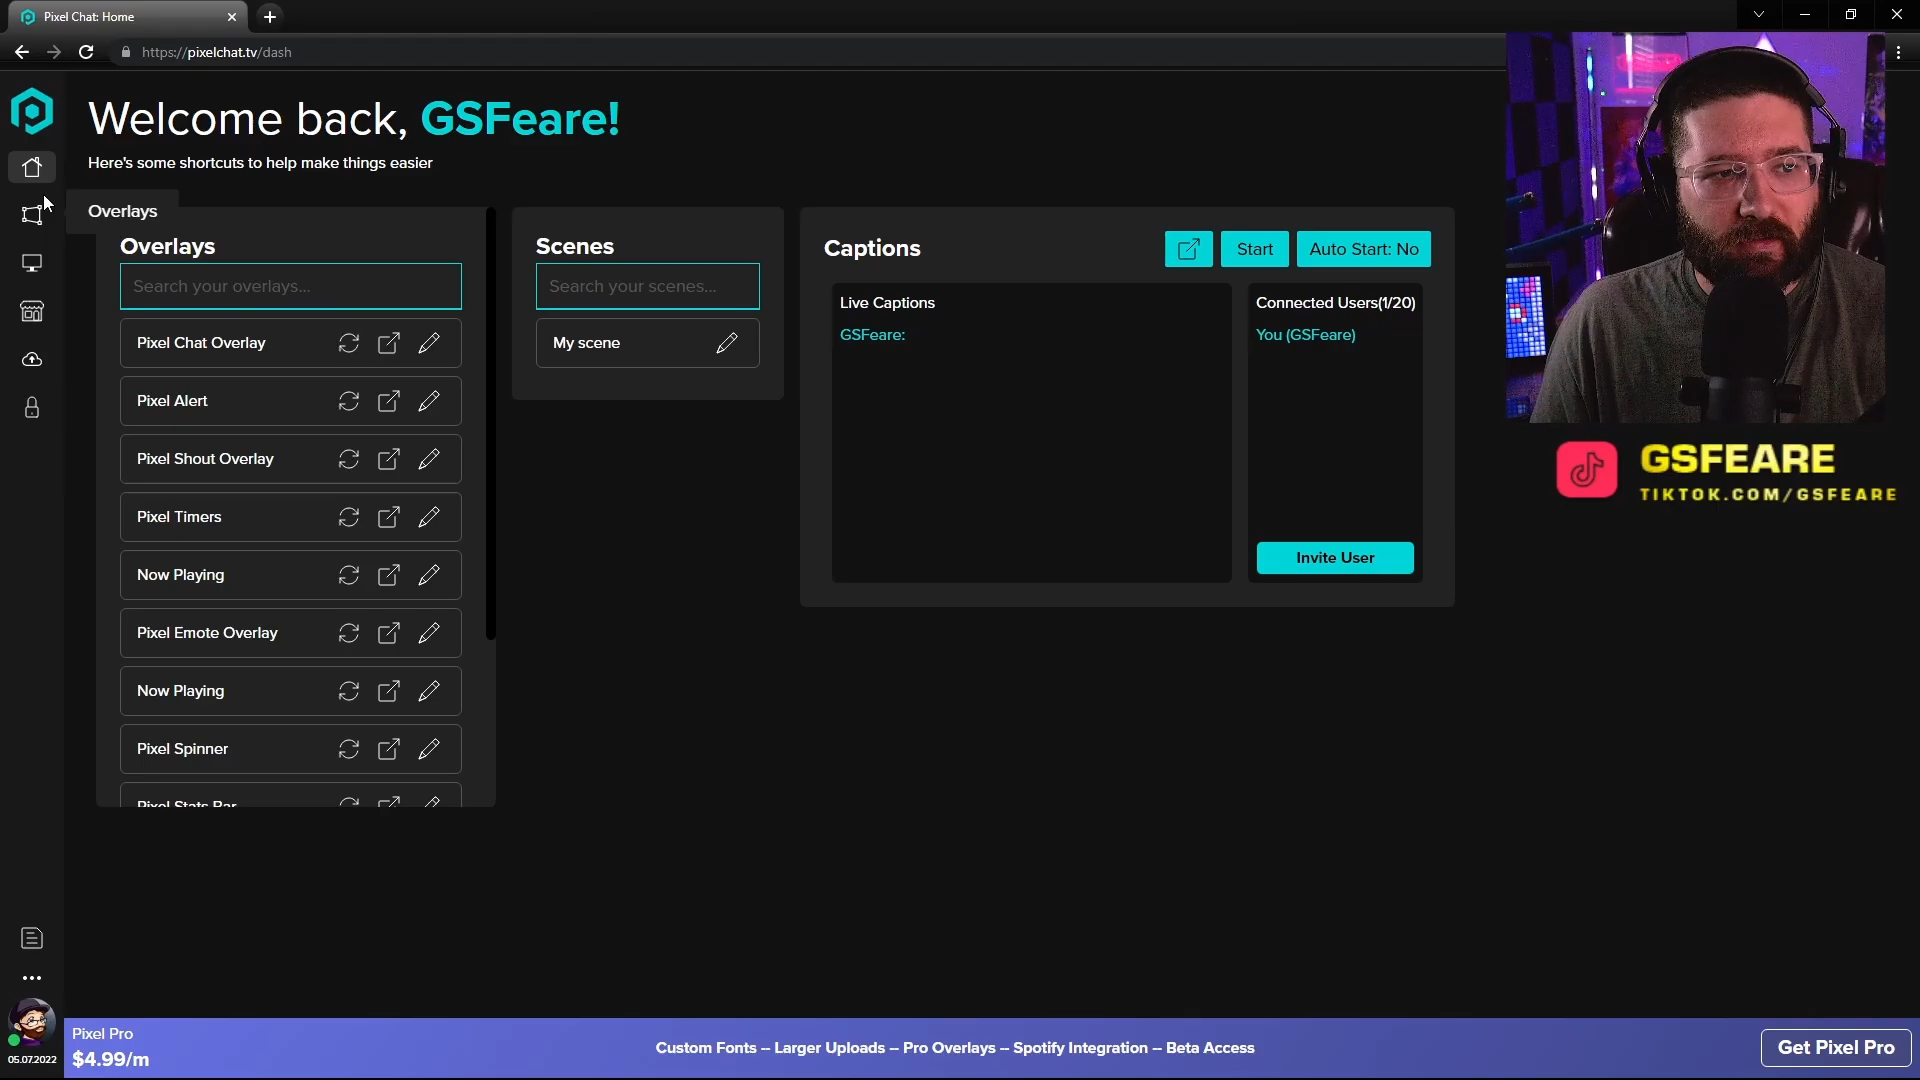 Pixel Chat: Home
https://pixelchat.tv/dash
Welcome back, GSFeare!
Here's some shortcuts to help make things easier
Overlays
Overlays
Search your overlays...
Pixel Chat Overlay
Pixel Alert
Pixel Shout Overlay
Pixel Timers
Now Playing
Pixel Emote Overlay
Now Playing
Pixel Spinner
Pixel Stats Bar
Scenes
Search your scenes...
My scene
Captions
Start
Auto Start: No
Live Captions
GSFeare:
Connected Users(1/20)
You (GSFeare)
Invite User
GSFEARE
TIKTOK.COM/GSFEARE
05.07.2022
Pixel Pro
$4.99/m
Custom Fonts -- Larger Uploads -- Pro Overlays -- Spotify Integration -- Beta Access
Get Pixel Pro